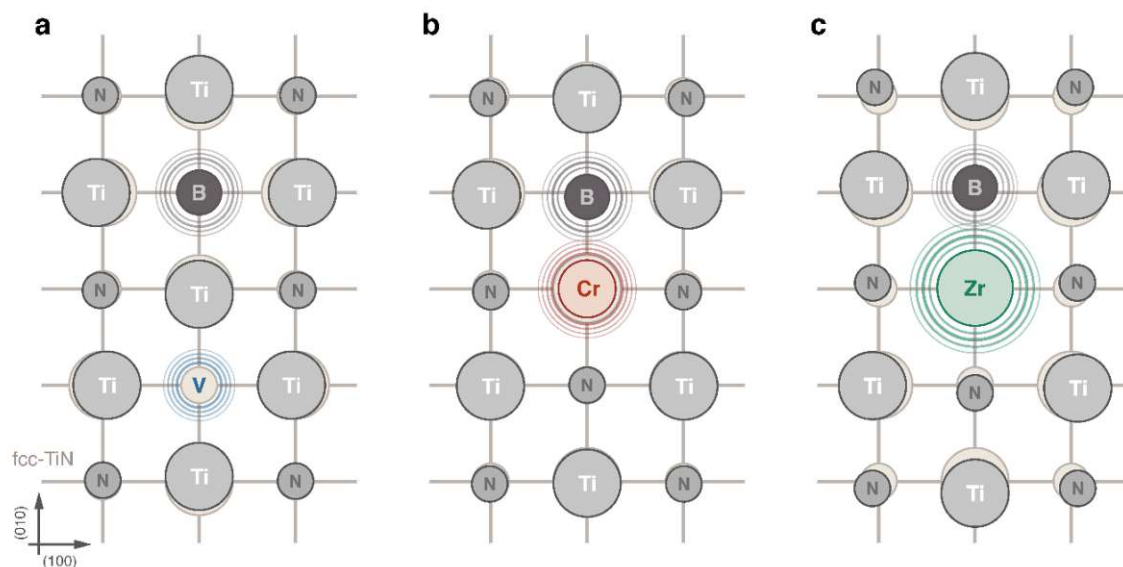 a b c
N Ti N N Ti N N Ti N
Ti B Ti Ti B Ti Ti B Ti
N Ti N N Cr N N Zr N
Ti V Ti Ti N Ti Ti N Ti
fcc-TiN
N Ti N N Ti N N Ti N
(010)
(100)